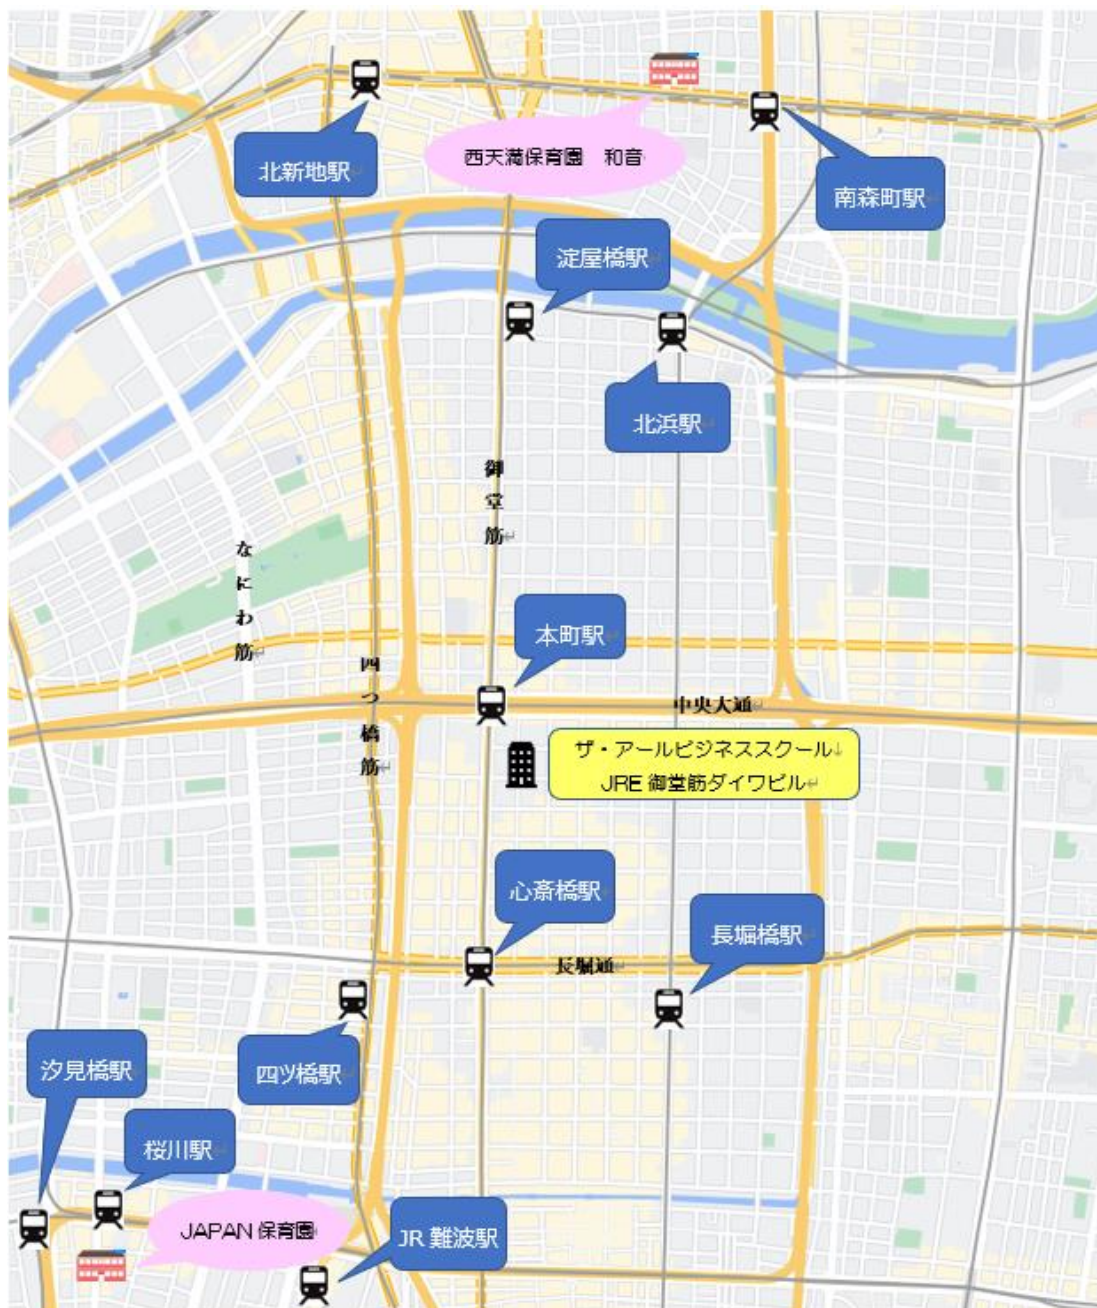 北新地駅
西天満保育園　和音
南森町駅
淀屋橋駅
北浜駅
御堂筋
なにわ筋
本町駅
四つ橋筋
中央大通
ザ・アールビジネススクール
JRE 御堂筋ダイワビル
心斎橋駅
長堀橋駅
長堀通
汐見橋駅
四ツ橋駅
桜川駅
JAPAN 保育園
JR 難波駅